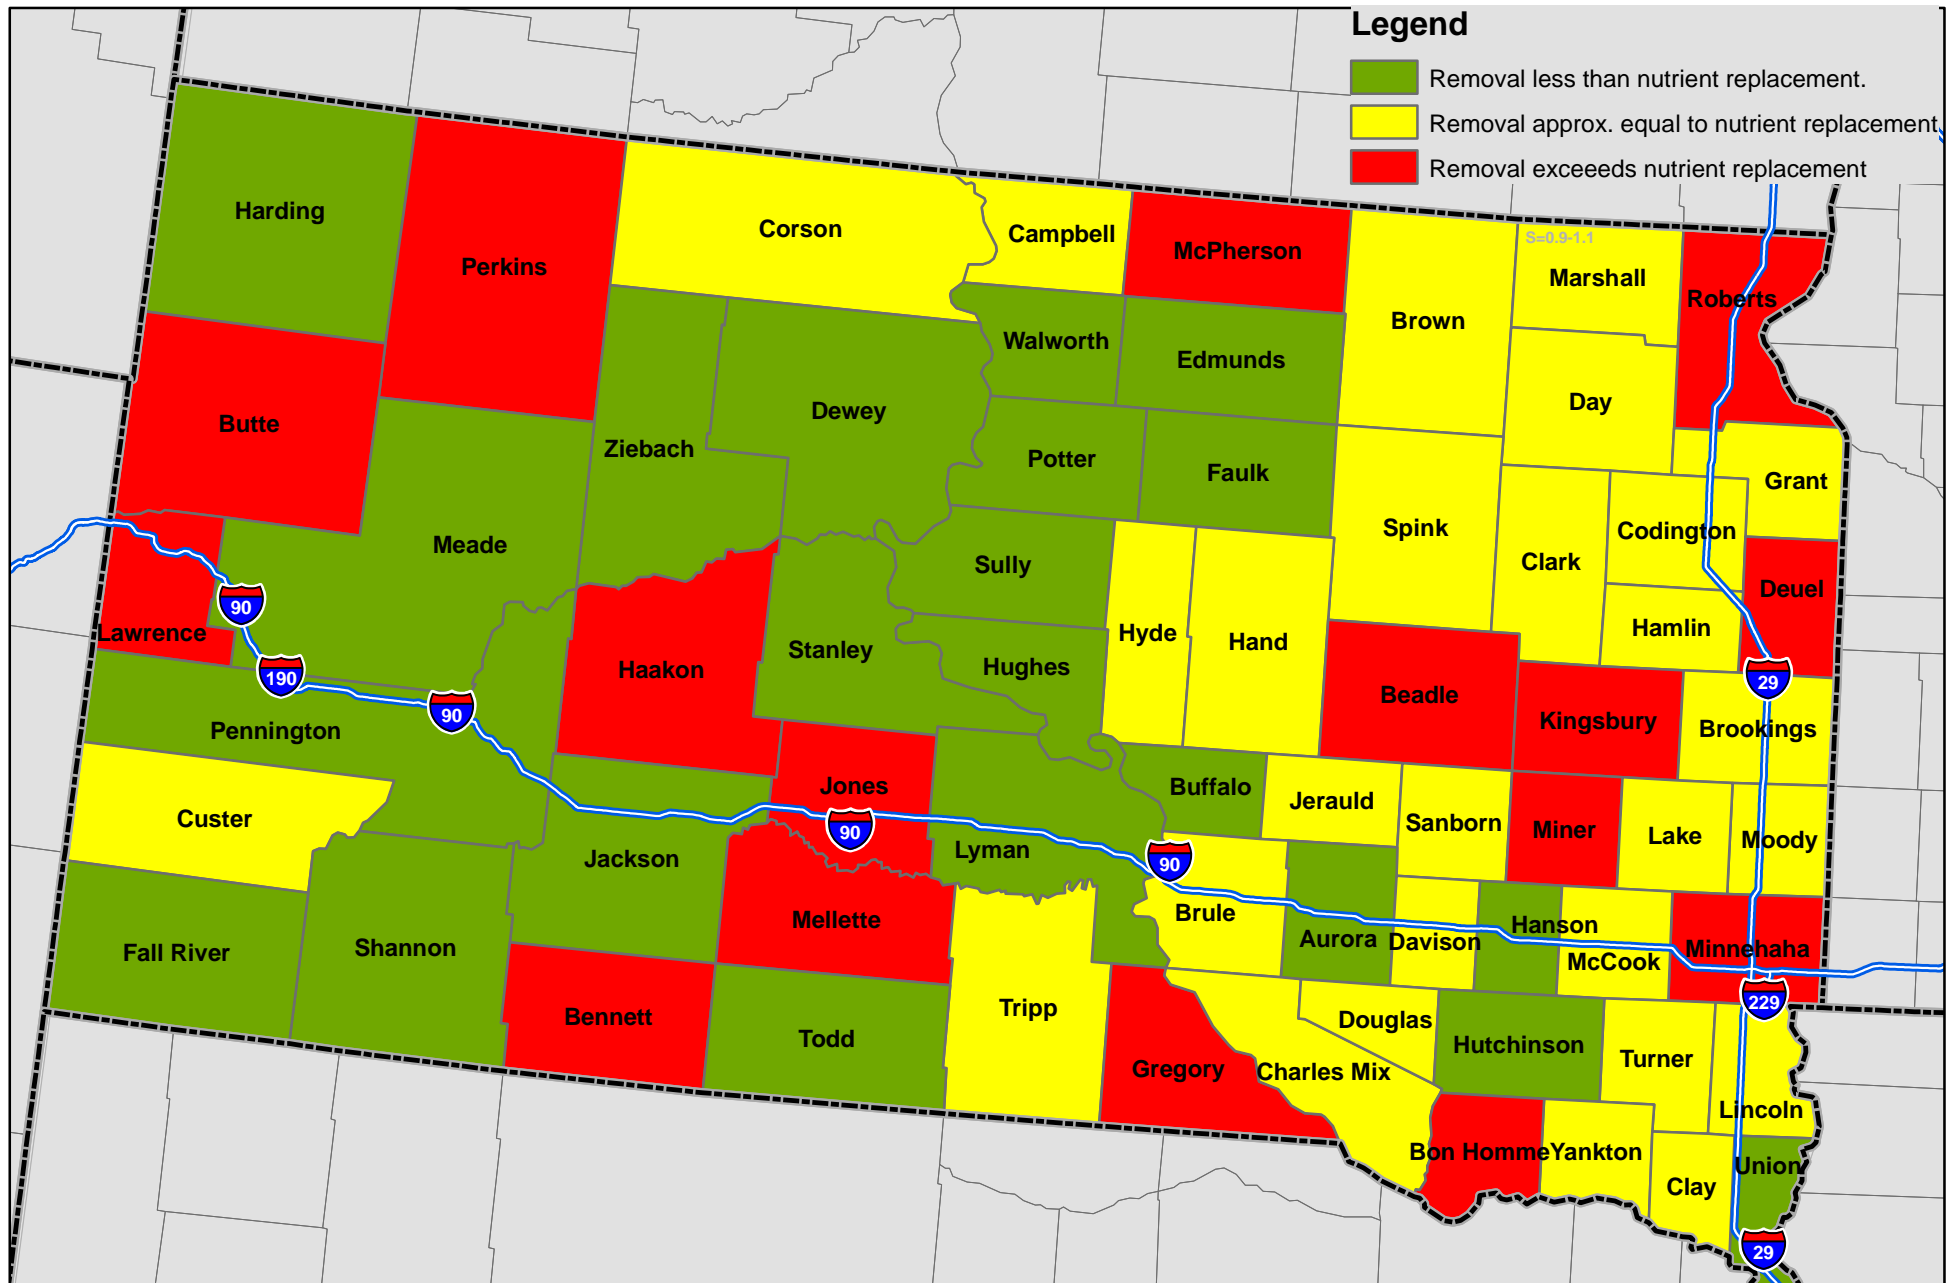 Legend
Removal less than nutrient replacement.
Removal approx. equal to nutrient replacement
Removal exceeeds nutrient replacement
Harding
Perkins
Corson
Campbell
McPherson
S=0.9-1.1
Marshall
Roberts
Brown
Walworth
Edmunds
Butte
Dewey
Day
Ziebach
Potter
Faulk
Grant
Meade
Spink
Codington
Sully
Clark
Deuel
90
Lawrence
Hyde
Hand
Hamlin
Stanley
Haakon
Hughes
190
29
Beadle
90
Kingsbury
Pennington
Brookings
Jones
Buffalo
Jerauld
Custer
Sanborn
Miner
Lake
Moody
90
Lyman
90
Jackson
Mellette
Brule
Hanson
Aurora
Davison
Fall River
Shannon
Minnehaha
McCook
229
Tripp
Bennett
Douglas
Todd
Hutchinson
Turner
Gregory
Charles Mix
Lincoln
Bon Homme
Yankton
Union
Clay
29